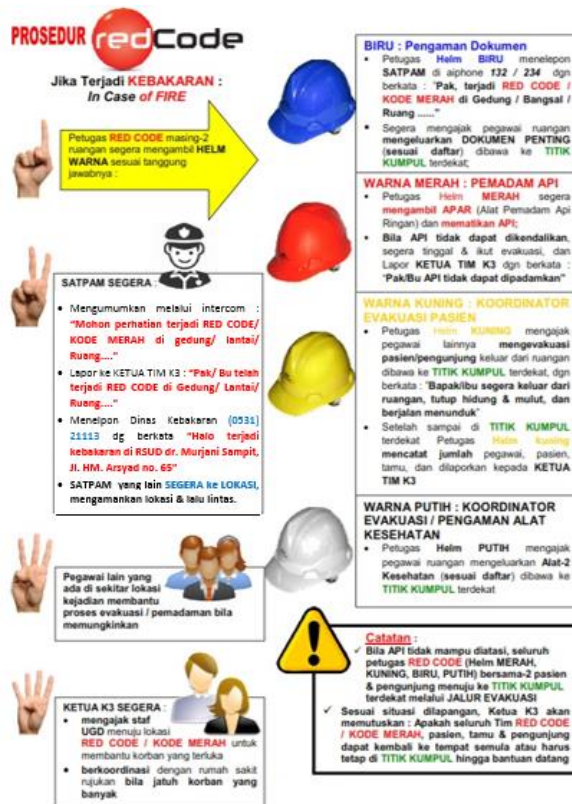 PROSEDUR redCode
Jika Terjadi KEBAKARAN :
In Case of FIRE
Petugas RED CODE masing-2
ruangan segera mengambil HELM
WARNA sesuai tanggung
jawabnya :
SATPAM SEGERA :
• Mengumumkan melalui intercom :
"Mohon perhatian terjadi RED CODE/
KODE MERAH di gedung/ lantai/
Ruang...."
• Lapor ke KETUA TIM K3 : "Pak/ Bu telah
terjadi RED CODE di Gedung/ Lantai/
Ruang...."
• Menelpon Dinas Kebakaran (0531)
21113 dg berkata "Halo terjadi
kebakaran di RSUD dr. Murjani Sampit,
Jl. HM. Arsyad no. 65"
• SATPAM yang lain SEGERA ke LOKASI,
mengamankan lokasi & lalu lintas.
Pegawai lain yang
ada di sekitar lokasi
kejadian membantu
proses evakuasi / pemadaman bila
memungkinkan
KETUA K3 SEGERA :
• mengajak staf
UGD menuju lokasi
RED CODE / KODE MERAH untuk
membantu korban yang terluka
• berkoordinasi dengan rumah sakit
rujukan bila jatuh korban yang
banyak
BIRU : Pengaman Dokumen
• Petugas Helm BIRU menelepon
SATPAM di aiphone 132 / 234 dgn
berkata : "Pak, terjadi RED CODE /
KODE MERAH di Gedung / Bangsal /
Ruang ......"
• Segera mengajak pegawai ruangan
mengeluarkan DOKUMEN PENTING
(sesuai daftar) dibawa ke TITIK
KUMPUL terdekat;
WARNA MERAH : PEMADAM API
• Petugas Helm MERAH segera
mengambil APAR (Alat Pemadam Api
Ringan) dan mematikan API;
• Bila API tidak dapat dikendalikan,
segera tinggal & ikut evakuasi, dan
Lapor KETUA TIM K3 dgn berkata :
"Pak/Bu API tidak dapat dipadamkan"
WARNA KUNING : KOORDINATOR
EVAKUASI PASIEN
• Petugas Helm KUNING mengajak
pegawai lainnya mengevakuasi
pasien/pengunjung keluar dari ruangan
dibawa ke TITIK KUMPUL terdekat, dgn
berkata : "Bapak/ibu segera keluar dari
ruangan, tutup hidung & mulut, dan
berjalan menunduk"
• Setelah sampai di TITIK KUMPUL
terdekat Petugas Helm kuning
mencatat jumlah pegawai, pasien,
tamu, dan dilaporkan kepada KETUA
TIM K3
WARNA PUTIH : KOORDINATOR
EVAKUASI / PENGAMAN ALAT
KESEHATAN
• Petugas Helm PUTIH mengajak
pegawai ruangan mengeluarkan Alat-2
Kesehatan (sesuai daftar) dibawa ke
TITIK KUMPUL terdekat
Catatan :
✓ Bila API tidak mampu diatasi, seluruh
petugas RED CODE (Helm MERAH,
KUNING, BIRU, PUTIH) bersama-2 pasien
& pengunjung menuju ke TITIK KUMPUL
terdekat melalui JALUR EVAKUASI
✓ Sesuai situasi dilapangan, Ketua K3 akan
memutuskan : Apakah seluruh Tim RED CODE
/ KODE MERAH, pasien, tamu & pengunjung
dapat kembali ke tempat semula atau harus
tetap di TITIK KUMPUL hingga bantuan datang